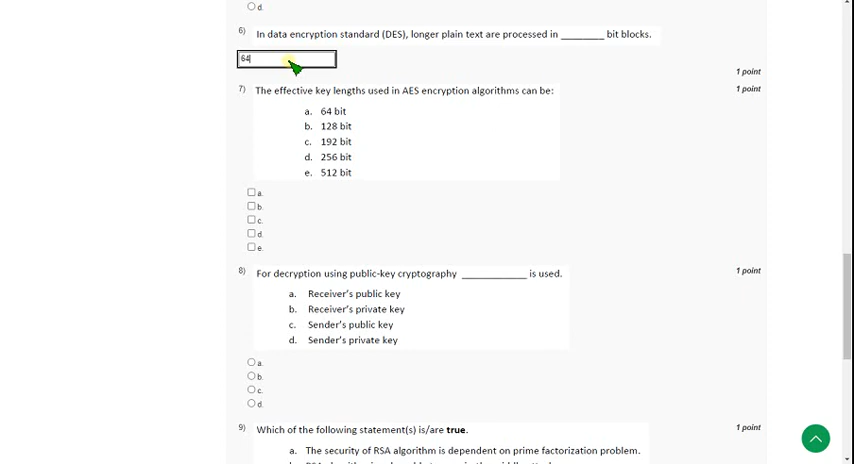 d.
6) In data encryption standard (DES), longer plain text are processed in ________ bit blocks.
64
1 point
7) The effective key lengths used in AES encryption algorithms can be: 1 point
a. 64 bit
b. 128 bit
c. 192 bit
d. 256 bit
e. 512 bit
a.
b.
c.
d.
e.
8) For decryption using public-key cryptography ____________ is used. 1 point
a. Receiver's public key
b. Receiver's private key
c. Sender's public key
d. Sender's private key
a.
b.
c.
d.
9) Which of the following statement(s) is/are true. 1 point
a. The security of RSA algorithm is dependent on prime factorization problem.